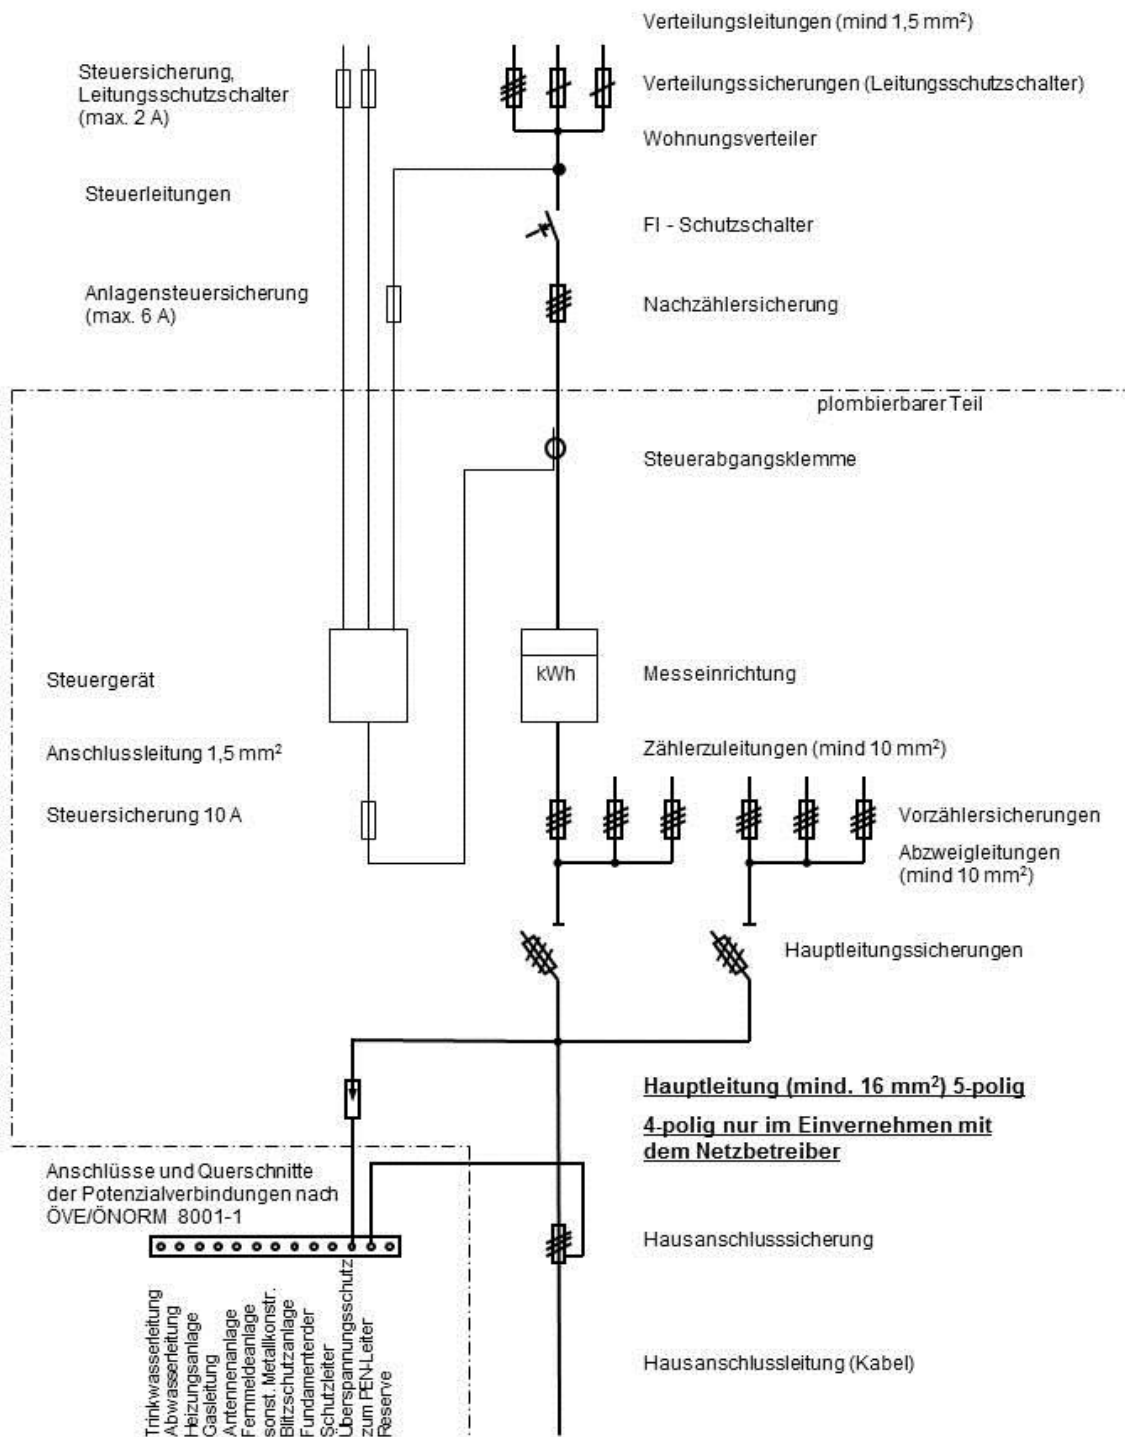 Verteilungsleitungen (mind 1,5 mm²)
Steuersicherung,
Leitungsschutzschalter
(max. 2 A)
Verteilungssicherungen (Leitungsschutzschalter)
Wohnungsverteiler
Steuerleitungen
FI - Schutzschalter
Anlagensteuersicherung
(max. 6 A)
Nachzählersicherung
plombierbarer Teil
Steuerabgangsklemme
Steuergerät
kWh
Messeinrichtung
Anschlussleitung 1,5 mm²
Zählerzuleitungen (mind 10 mm²)
Steuersicherung 10 A
Vorzählersicherungen
Abzweigleitungen
(mind 10 mm²)
Hauptleitungssicherungen
Hauptleitung (mind. 16 mm²) 5-polig
4-polig nur im Einvernehmen mit
dem Netzbetreiber
Anschlüsse und Querschnitte
der Potenzialverbindungen nach
ÖVE/ÖNORM 8001-1
Hausanschlusssicherung
Trinkwasserleitung
Abwasserleitung
Heizungsanlage
Gasleitung
Antennenanlage
Fernmeldeanlage
sonst. Metallkonstr.
Blitzschutzanlage
Fundamenterder
Schutzleiter
Überspannungsschutz
zum PEN-Leiter
Reserve
Hausanschlussleitung (Kabel)